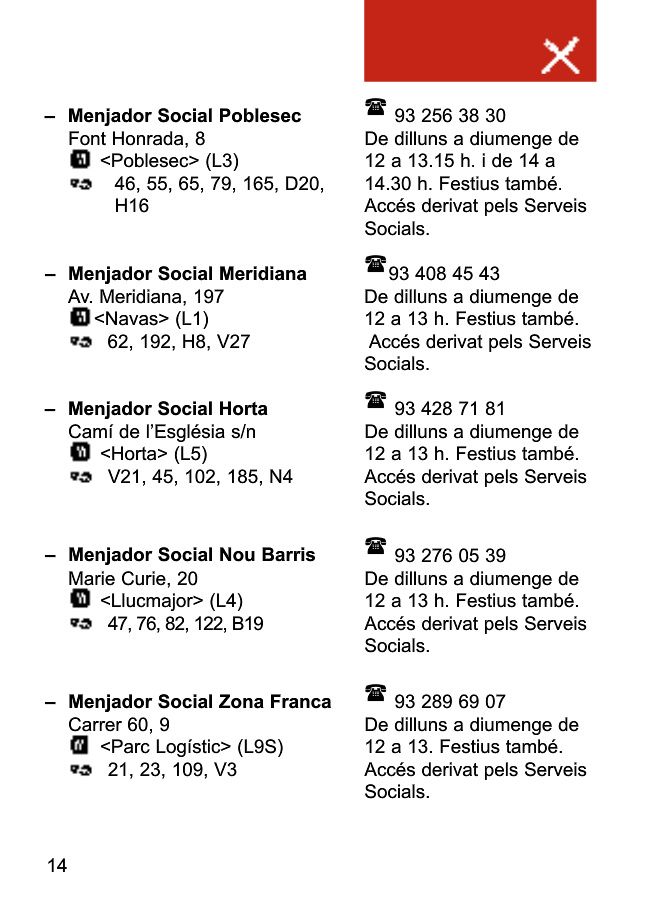 – Menjador Social Poblesec
Font Honrada, 8
<Poblesec> (L3)
46, 55, 65, 79, 165, D20,
H16
93 256 38 30
De dilluns a diumenge de
12 a 13.15 h. i de 14 a
14.30 h. Festius també.
Accés derivat pels Serveis
Socials.
– Menjador Social Meridiana
Av. Meridiana, 197
<Navas> (L1)
62, 192, H8, V27
93 408 45 43
De dilluns a diumenge de
12 a 13 h. Festius també.
Accés derivat pels Serveis
Socials.
– Menjador Social Horta
Camí de l’Església s/n
<Horta> (L5)
V21, 45, 102, 185, N4
93 428 71 81
De dilluns a diumenge de
12 a 13 h. Festius també.
Accés derivat pels Serveis
Socials.
– Menjador Social Nou Barris
Marie Curie, 20
<Llucmajor> (L4)
47, 76, 82, 122, B19
93 276 05 39
De dilluns a diumenge de
12 a 13 h. Festius també.
Accés derivat pels Serveis
Socials.
– Menjador Social Zona Franca
Carrer 60, 9
<Parc Logístic> (L9S)
21, 23, 109, V3
93 289 69 07
De dilluns a diumenge de
12 a 13. Festius també.
Accés derivat pels Serveis
Socials.
14